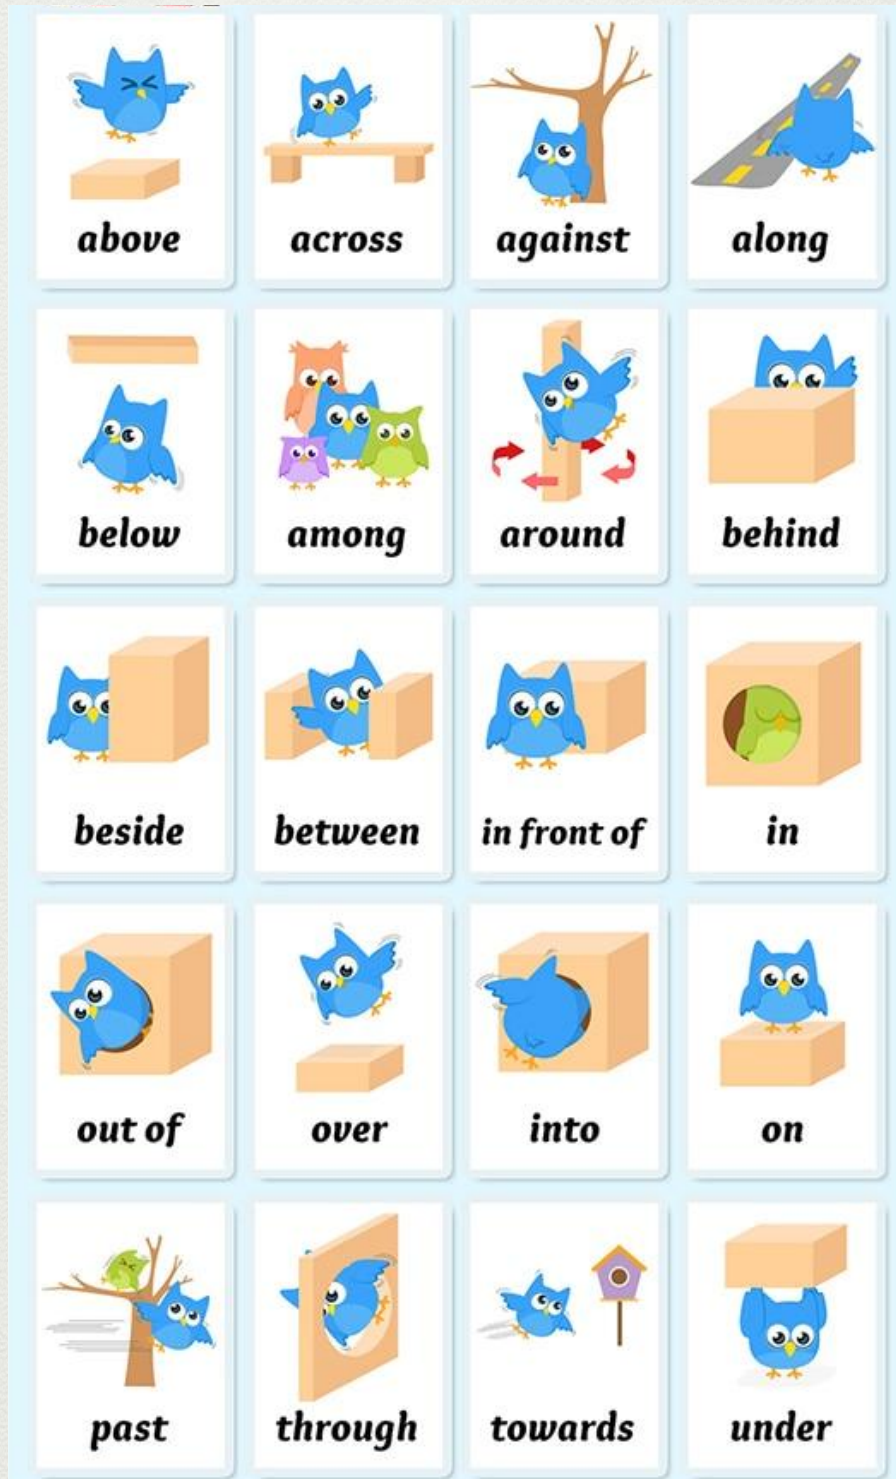 above
across
against
along
below
among
around
behind
beside
between
in front of
in
out of
over
into
on
past
through
towards
under